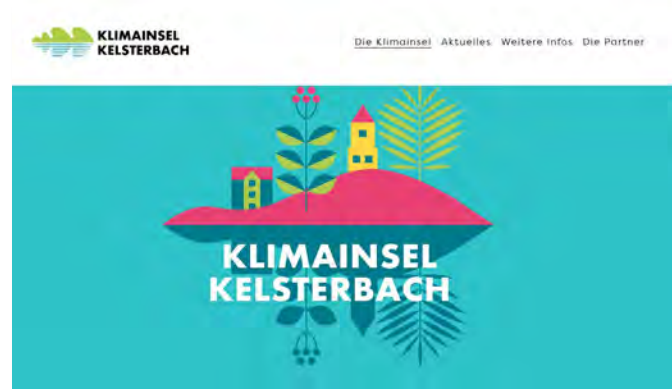 KLIMAINSEL
KELSTERBACH
Die Klimainsel Aktuelles Weitere Infos Die Partner
KLIMAINSEL
KELSTERBACH